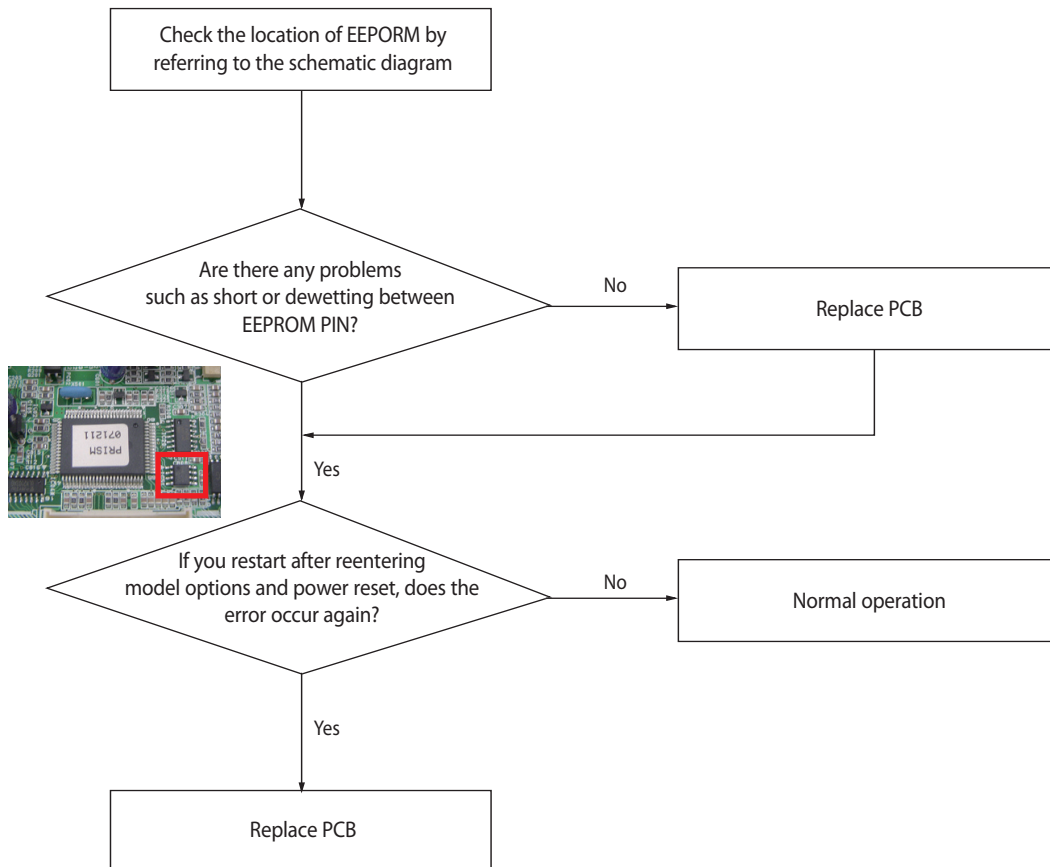 Check the location of EEPORM by
referring to the schematic diagram
Are there any problems
such as short or dewetting between
EEPROM PIN?
No
Replace PCB
PRISM
071211
Yes
If you restart after reentering
model options and power reset, does the
error occur again?
No
Normal operation
Yes
Replace PCB